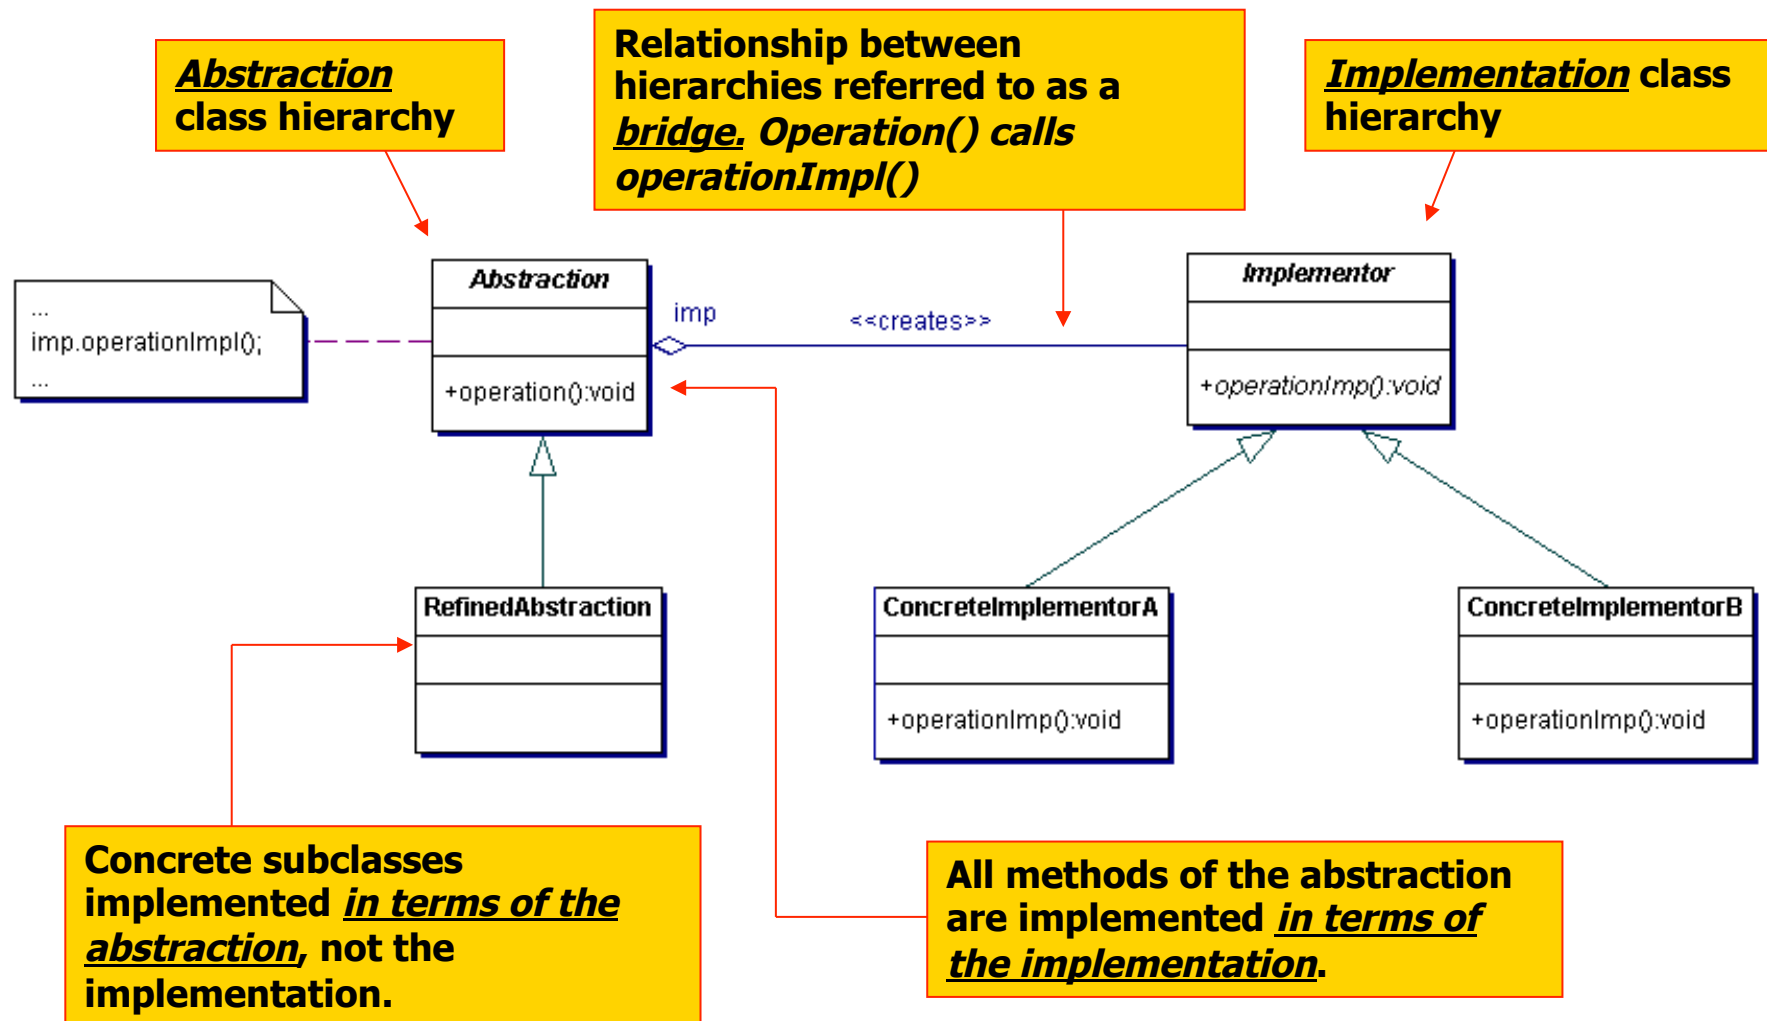 Abstraction
class hierarchy
Relationship between
hierarchies referred to as a
bridge. Operation() calls
operationImpl()
Implementation class
hierarchy
...
imp.operationImpl();
...
Abstraction
+operation():void
imp
<<creates>>
Implementor
+operationImp():void
RefinedAbstraction
ConcreteImplementorA
+operationImp():void
ConcreteImplementorB
+operationImp():void
Concrete subclasses
implemented in terms of the
abstraction, not the
implementation.
All methods of the abstraction
are implemented in terms of
the implementation.